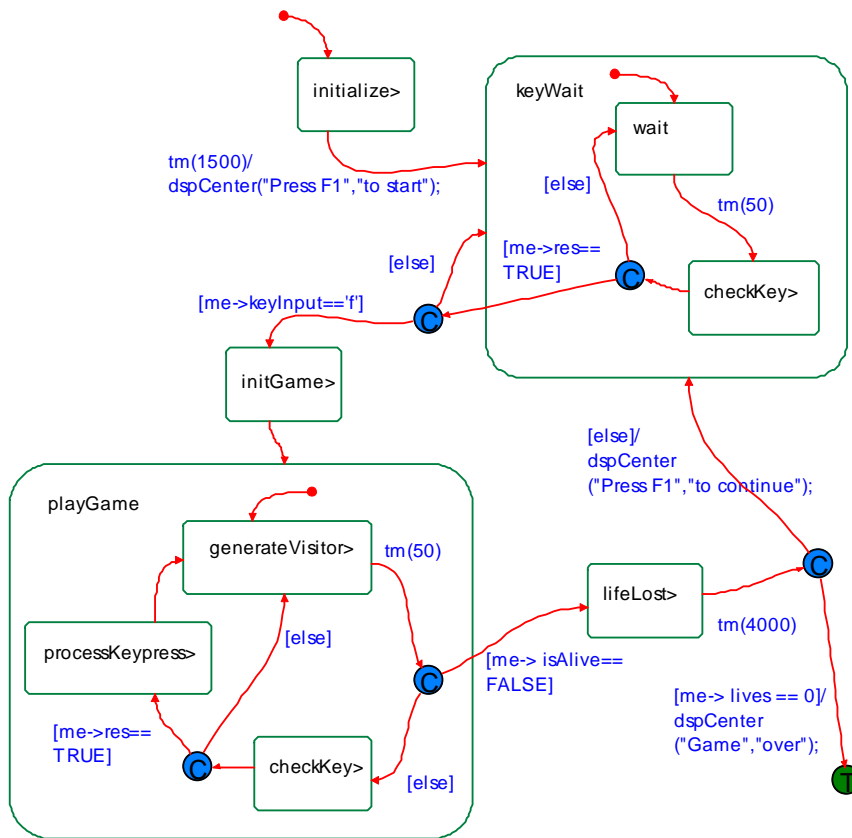 initialize>
keyWait
wait
tm(1500)/
dspCenter("Press F1","to start");
[else]
tm(50)
[else]
[me->res==
TRUE]
C
checkKey>
[me->keyInput=='f']
C
initGame>
[else]/
dspCenter
("Press F1","to continue");
playGame
generateVisitor>
tm(50)
C
lifeLost>
processKeypress>
[else]
tm(4000)
[me-> isAlive==
FALSE]
C
[me->res==
TRUE]
C
checkKey>
[else]
[me-> lives == 0]/
dspCenter
("Game","over");
T